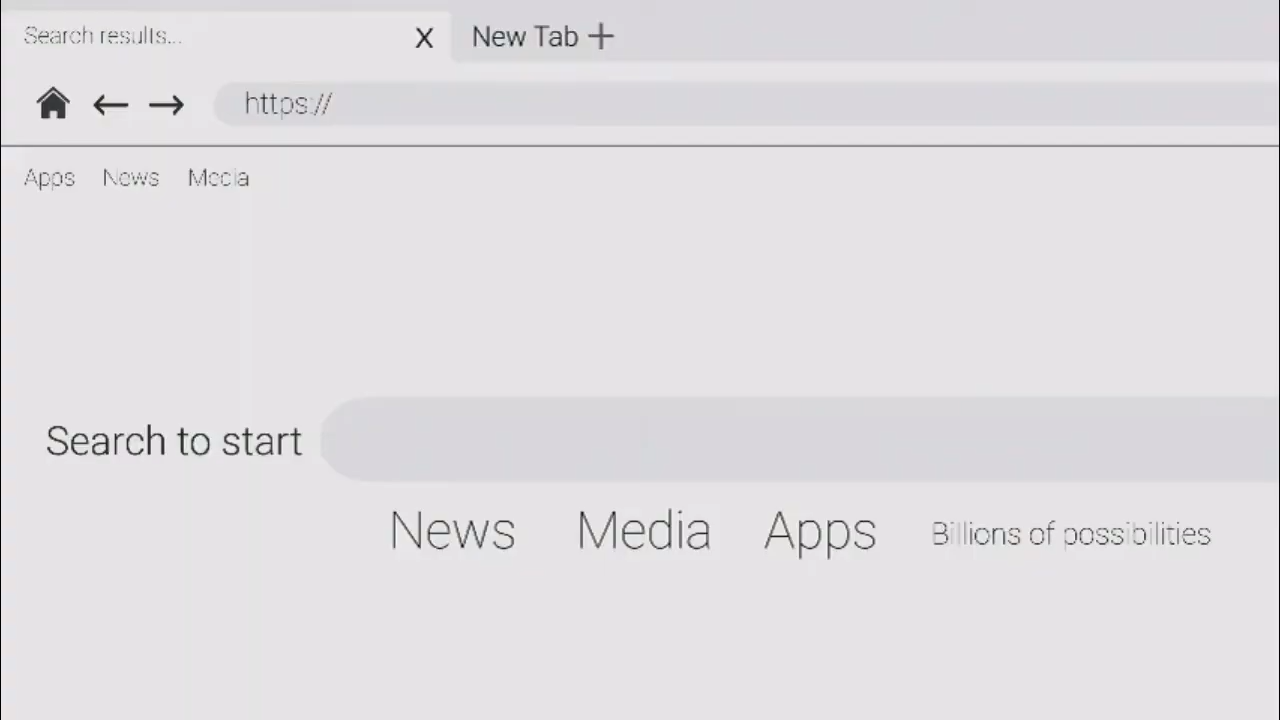 Search results... X New Tab +
https://
Apps News Media
Search to start
News Media Apps Billions of possibilities